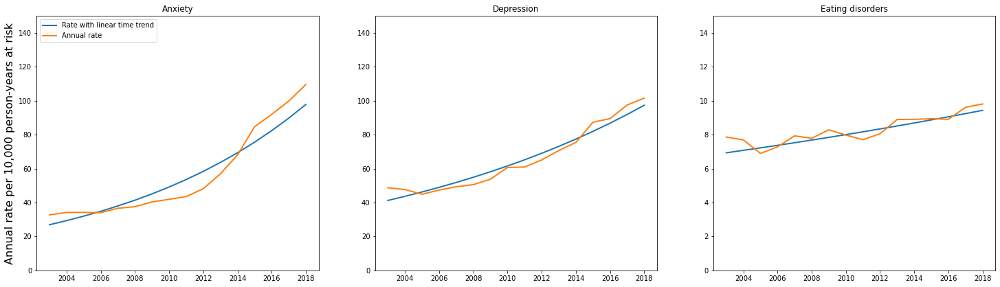 Anxiety
Annual rate per 10,000 person-years at risk
Rate with linear time trend
Annual rate
140
120
100
80
60
40
20
0
2004 2006 2008 2010 2012 2014 2016 2018
Depression
140
120
100
80
60
40
20
0
2004 2006 2008 2010 2012 2014 2016 2018
Eating disorders
14
12
10
8
6
4
2
0
2004 2006 2008 2010 2012 2014 2016 2018